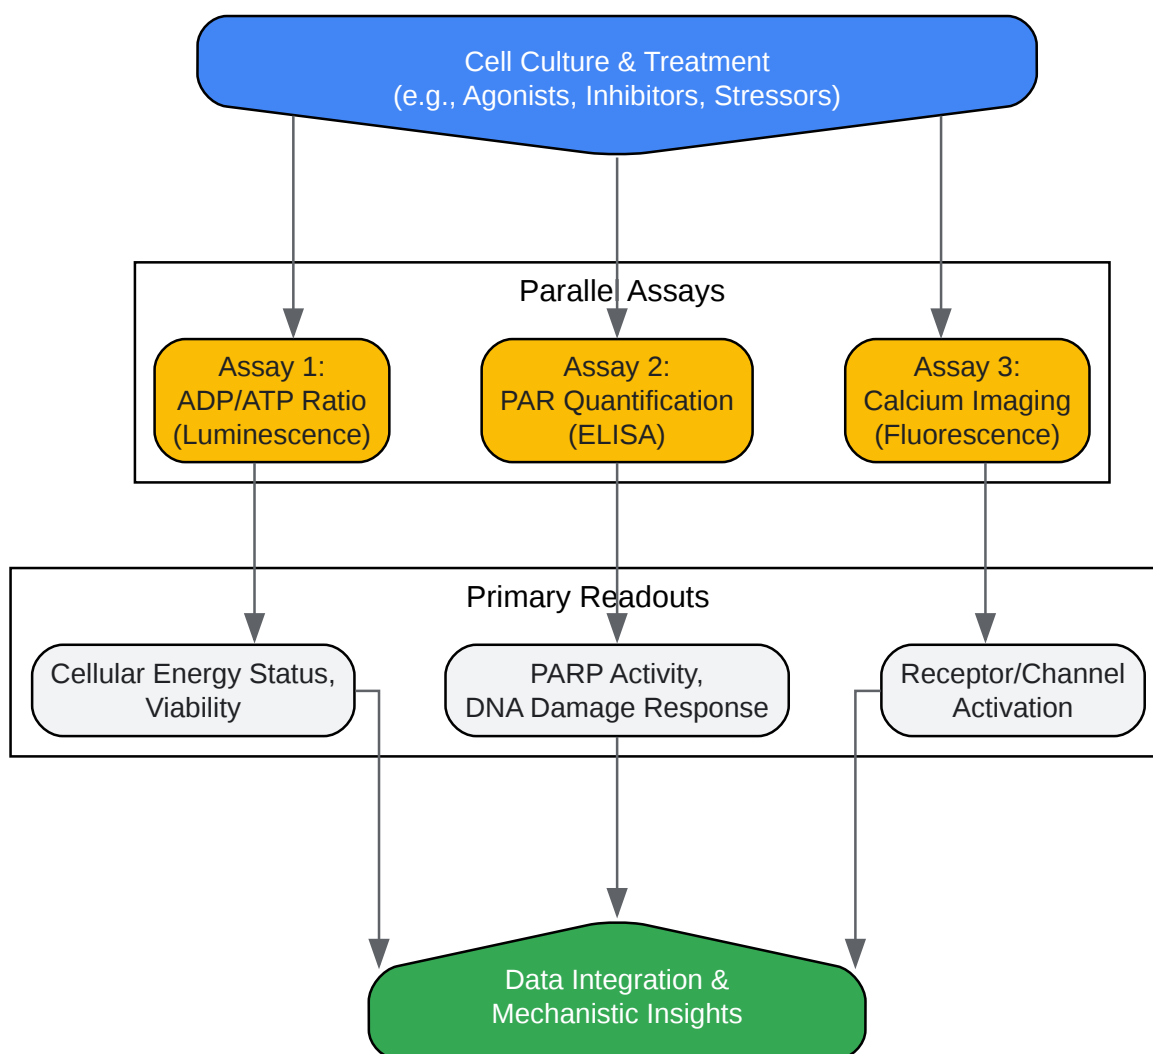 Cell Culture & Treatment
(e.g., Agonists, Inhibitors, Stressors)
Parallel Assays
Assay 1:
ADP/ATP Ratio
(Luminescence)
Assay 2:
PAR Quantification
(ELISA)
Assay 3:
Calcium Imaging
(Fluorescence)
Primary Readouts
Cellular Energy Status,
Viability
PARP Activity,
DNA Damage Response
Receptor/Channel
Activation
Data Integration &
Mechanistic Insights